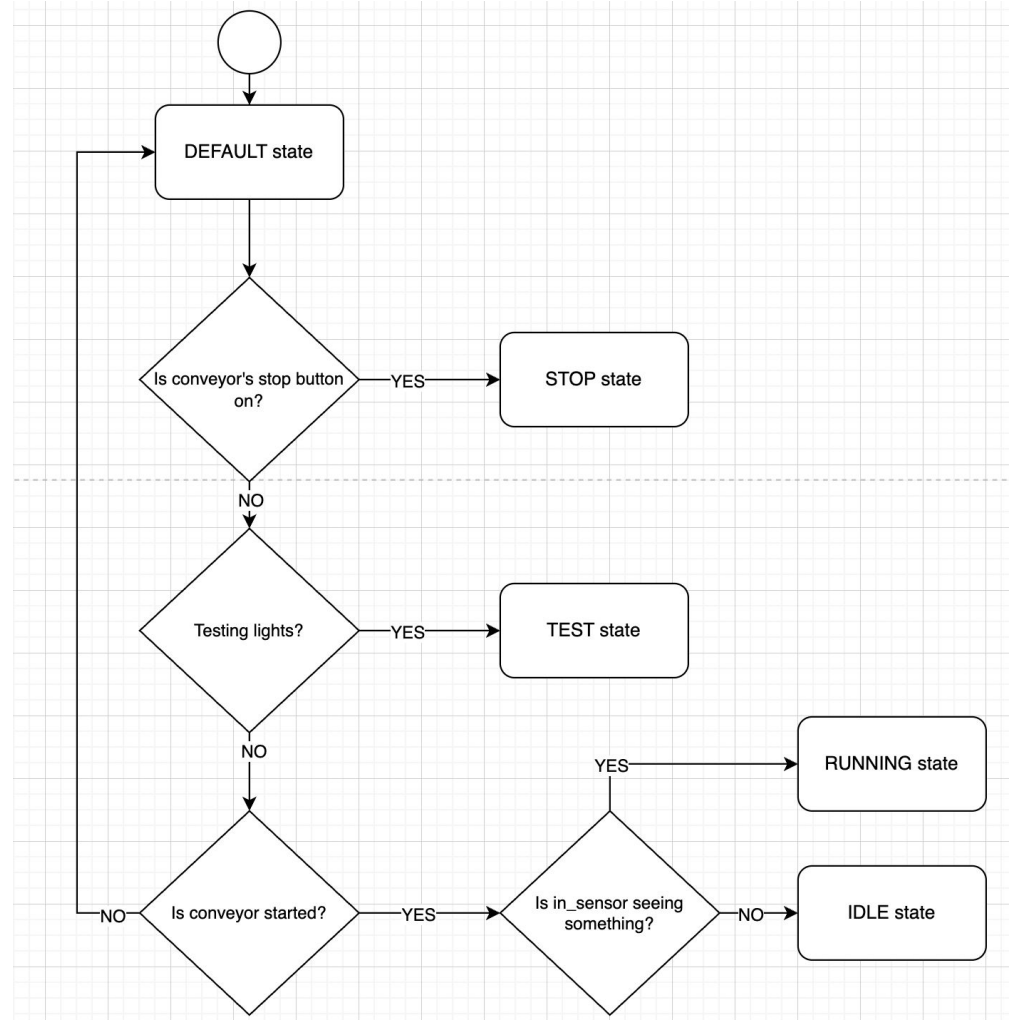 DEFAULT state
Is conveyor's stop button
on?
YES
STOP state
NO
Testing lights?
YES
TEST state
NO
YES
RUNNING state
Is conveyor started?
NO
YES
Is in_sensor seeing
something?
NO
IDLE state